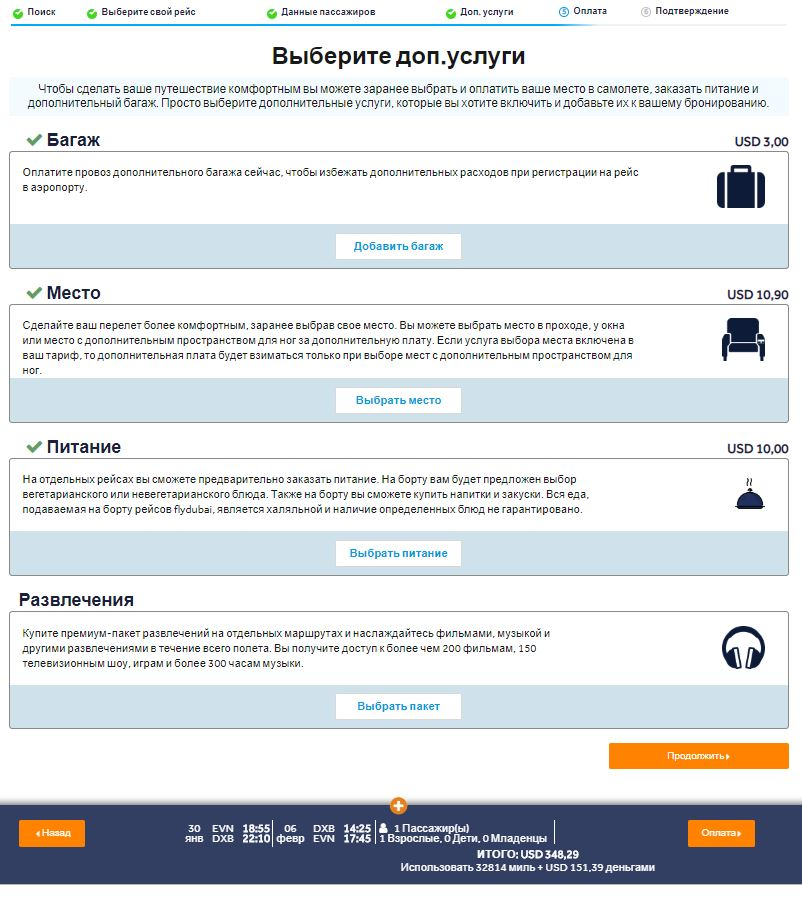 Поиск
Выберите свой рейс
Данные пассажиров
Доп. услуги
5 Оплата
6 Подтверждение
Выберите доп.услуги
Чтобы сделать ваше путешествие комфортным вы можете заранее выбрать и оплатить ваше место в самолете, заказать питание и
дополнительный багаж. Просто выберите дополнительные услуги, которые вы хотите включить и добавьте их к вашему бронированию.
Багаж
USD 3,00
Оплатите провоз дополнительного багажа сейчас, чтобы избежать дополнительных расходов при регистрации на рейс
в аэропорту.
Добавить багаж
Место
USD 10,90
Сделайте ваш перелет более комфортным, заранее выбрав свое место. Вы можете выбрать место в проходе, у окна
или место с дополнительным пространством для ног за дополнительную плату. Если услуга выбора места включена в
ваш тариф, то дополнительная плата будет взиматься только при выборе мест с дополнительным пространством для
ног.
Выбрать место
Питание
USD 10,00
На отдельных рейсах вы сможете предварительно заказать питание. На борту вам будет предложен выбор
вегетарианского или невегетарианского блюда. Также на борту вы сможете купить напитки и закуски. Вся еда,
подаваемая на борту рейсов flydubai, является халяльной и наличие определенных блюд не гарантировано.
Выбрать питание
Развлечения
Купите премиум-пакет развлечений на отдельных маршрутах и наслаждайтесь фильмами, музыкой и
другими развлечениями в течение всего полета. Вы получите доступ к более чем 200 фильмам, 150
телевизионным шоу, играм и более 300 часам музыки.
Выбрать пакет
Продолжить
Назад
30 EVN 18:55 06 DXB 14:25 1 Пассажир(ы)
янв DXB 22:10 февр EVN 17:45 1 Взрослые, 0 Дети, 0 Младенцы
Оплата
ИТОГО: USD 348,29
Использовать 32814 миль + USD 151,39 деньгами